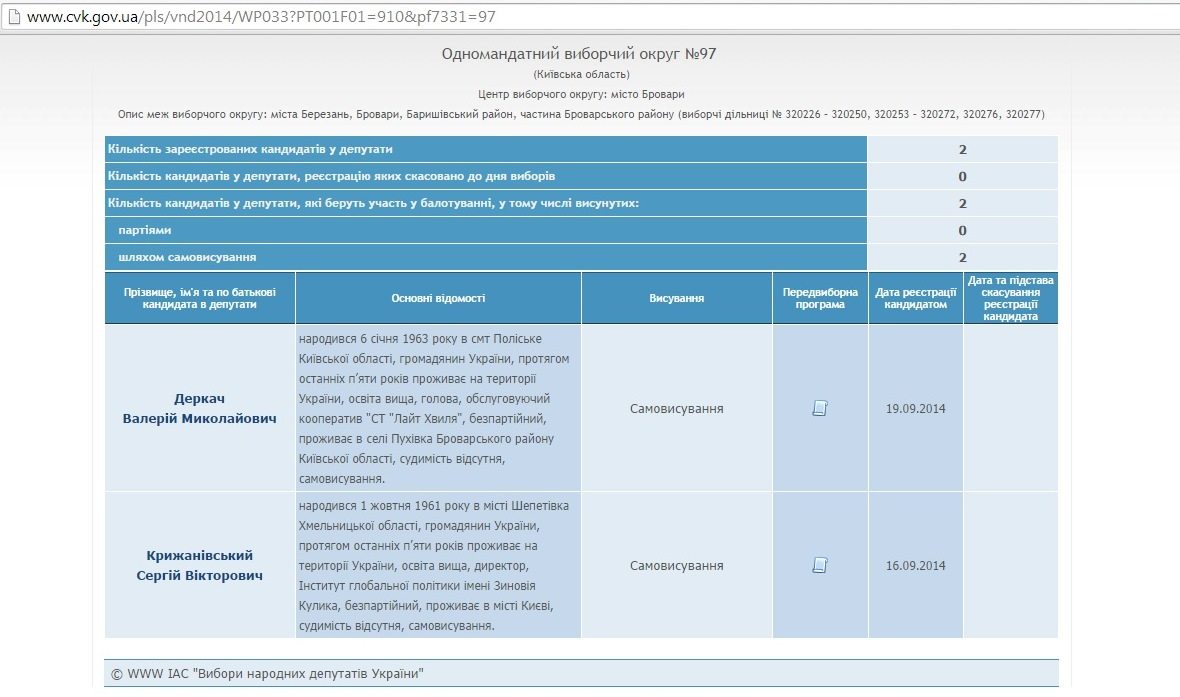 www.cvk.gov.ua/pls/vnd2014/WP033?PT001F01=910&pf7331=97
Одномандатний виборчий округ №97
(Київська область)
Центр виборчого округу: місто Бровари
Опис меж виборчого округу: міста Березань, Бровари, Баришівський район, частина Броварського району (виборчі дільниці № 320226 - 320250, 320253 - 320272, 320276, 320277)
Кількість зареєстрованих кандидатів у депутати 2
Кількість кандидатів у депутати, реєстрацію яких скасовано до дня виборів 0
Кількість кандидатів у депутати, які беруть участь у балотуванні, у тому числі висунутих: 2
партіями 0
шляхом самовисування 2
Прізвище, ім'я та по батькові
кандидата в депутати
Основні відомості
Висування
Передвиборна
програма
Дата реєстрації
кандидатом
Дата та підстава
скасування
реєстрації
кандидата
Деркач
Валерій Миколайович
народився 6 січня 1963 року в смт Поліське
Київської області, громадянин України, протягом
останніх п’яти років проживає на території
України, освіта вища, голова, обслуговуючий
кооператив "СТ "Лайт Хвиля", безпартійний,
проживає в селі Пухівка Броварського району
Київської області, судимість відсутня,
самовисування.
Самовисування
19.09.2014
Крижанівський
Сергій Вікторович
народився 1 жовтня 1961 року в місті Шепетівка
Хмельницької області, громадянин України,
протягом останніх п’яти років проживає на
території України, освіта вища, директор,
Інститут глобальної політики імені Зиновія
Кулика, безпартійний, проживає в місті Києві,
судимість відсутня, самовисування.
Самовисування
16.09.2014
© WWW ІАС "Вибори народних депутатів України"